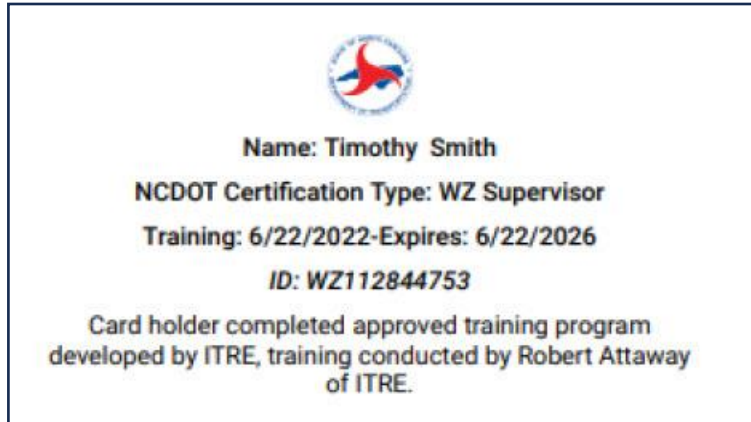 Name: Timothy Smith
NCDOT Certification Type: WZ Supervisor
Training: 6/22/2022-Expires: 6/22/2026
ID: WZ112844753
Card holder completed approved training program
developed by ITRE, training conducted by Robert Attaway
of ITRE.